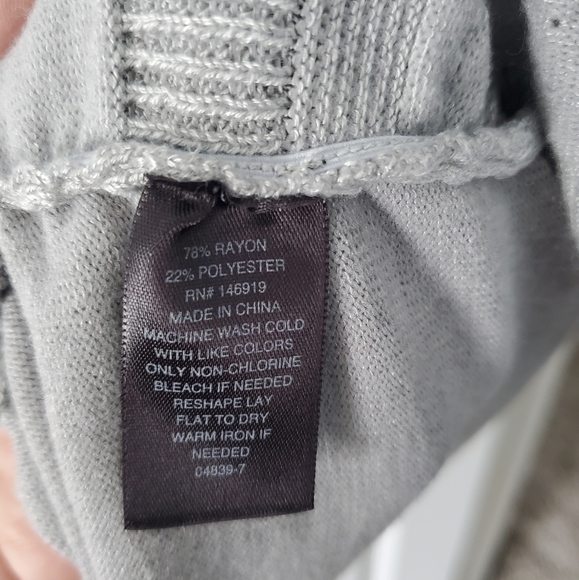 78% RAYON
22% POLYESTER
RN# 146919
MADE IN CHINA
MACHINE WASH COLD
WITH LIKE COLORS
ONLY NON-CHLORINE
BLEACH IF NEEDED
RESHAPE LAY
FLAT TO DRY
WARM IRON IF
NEEDED
04839-7